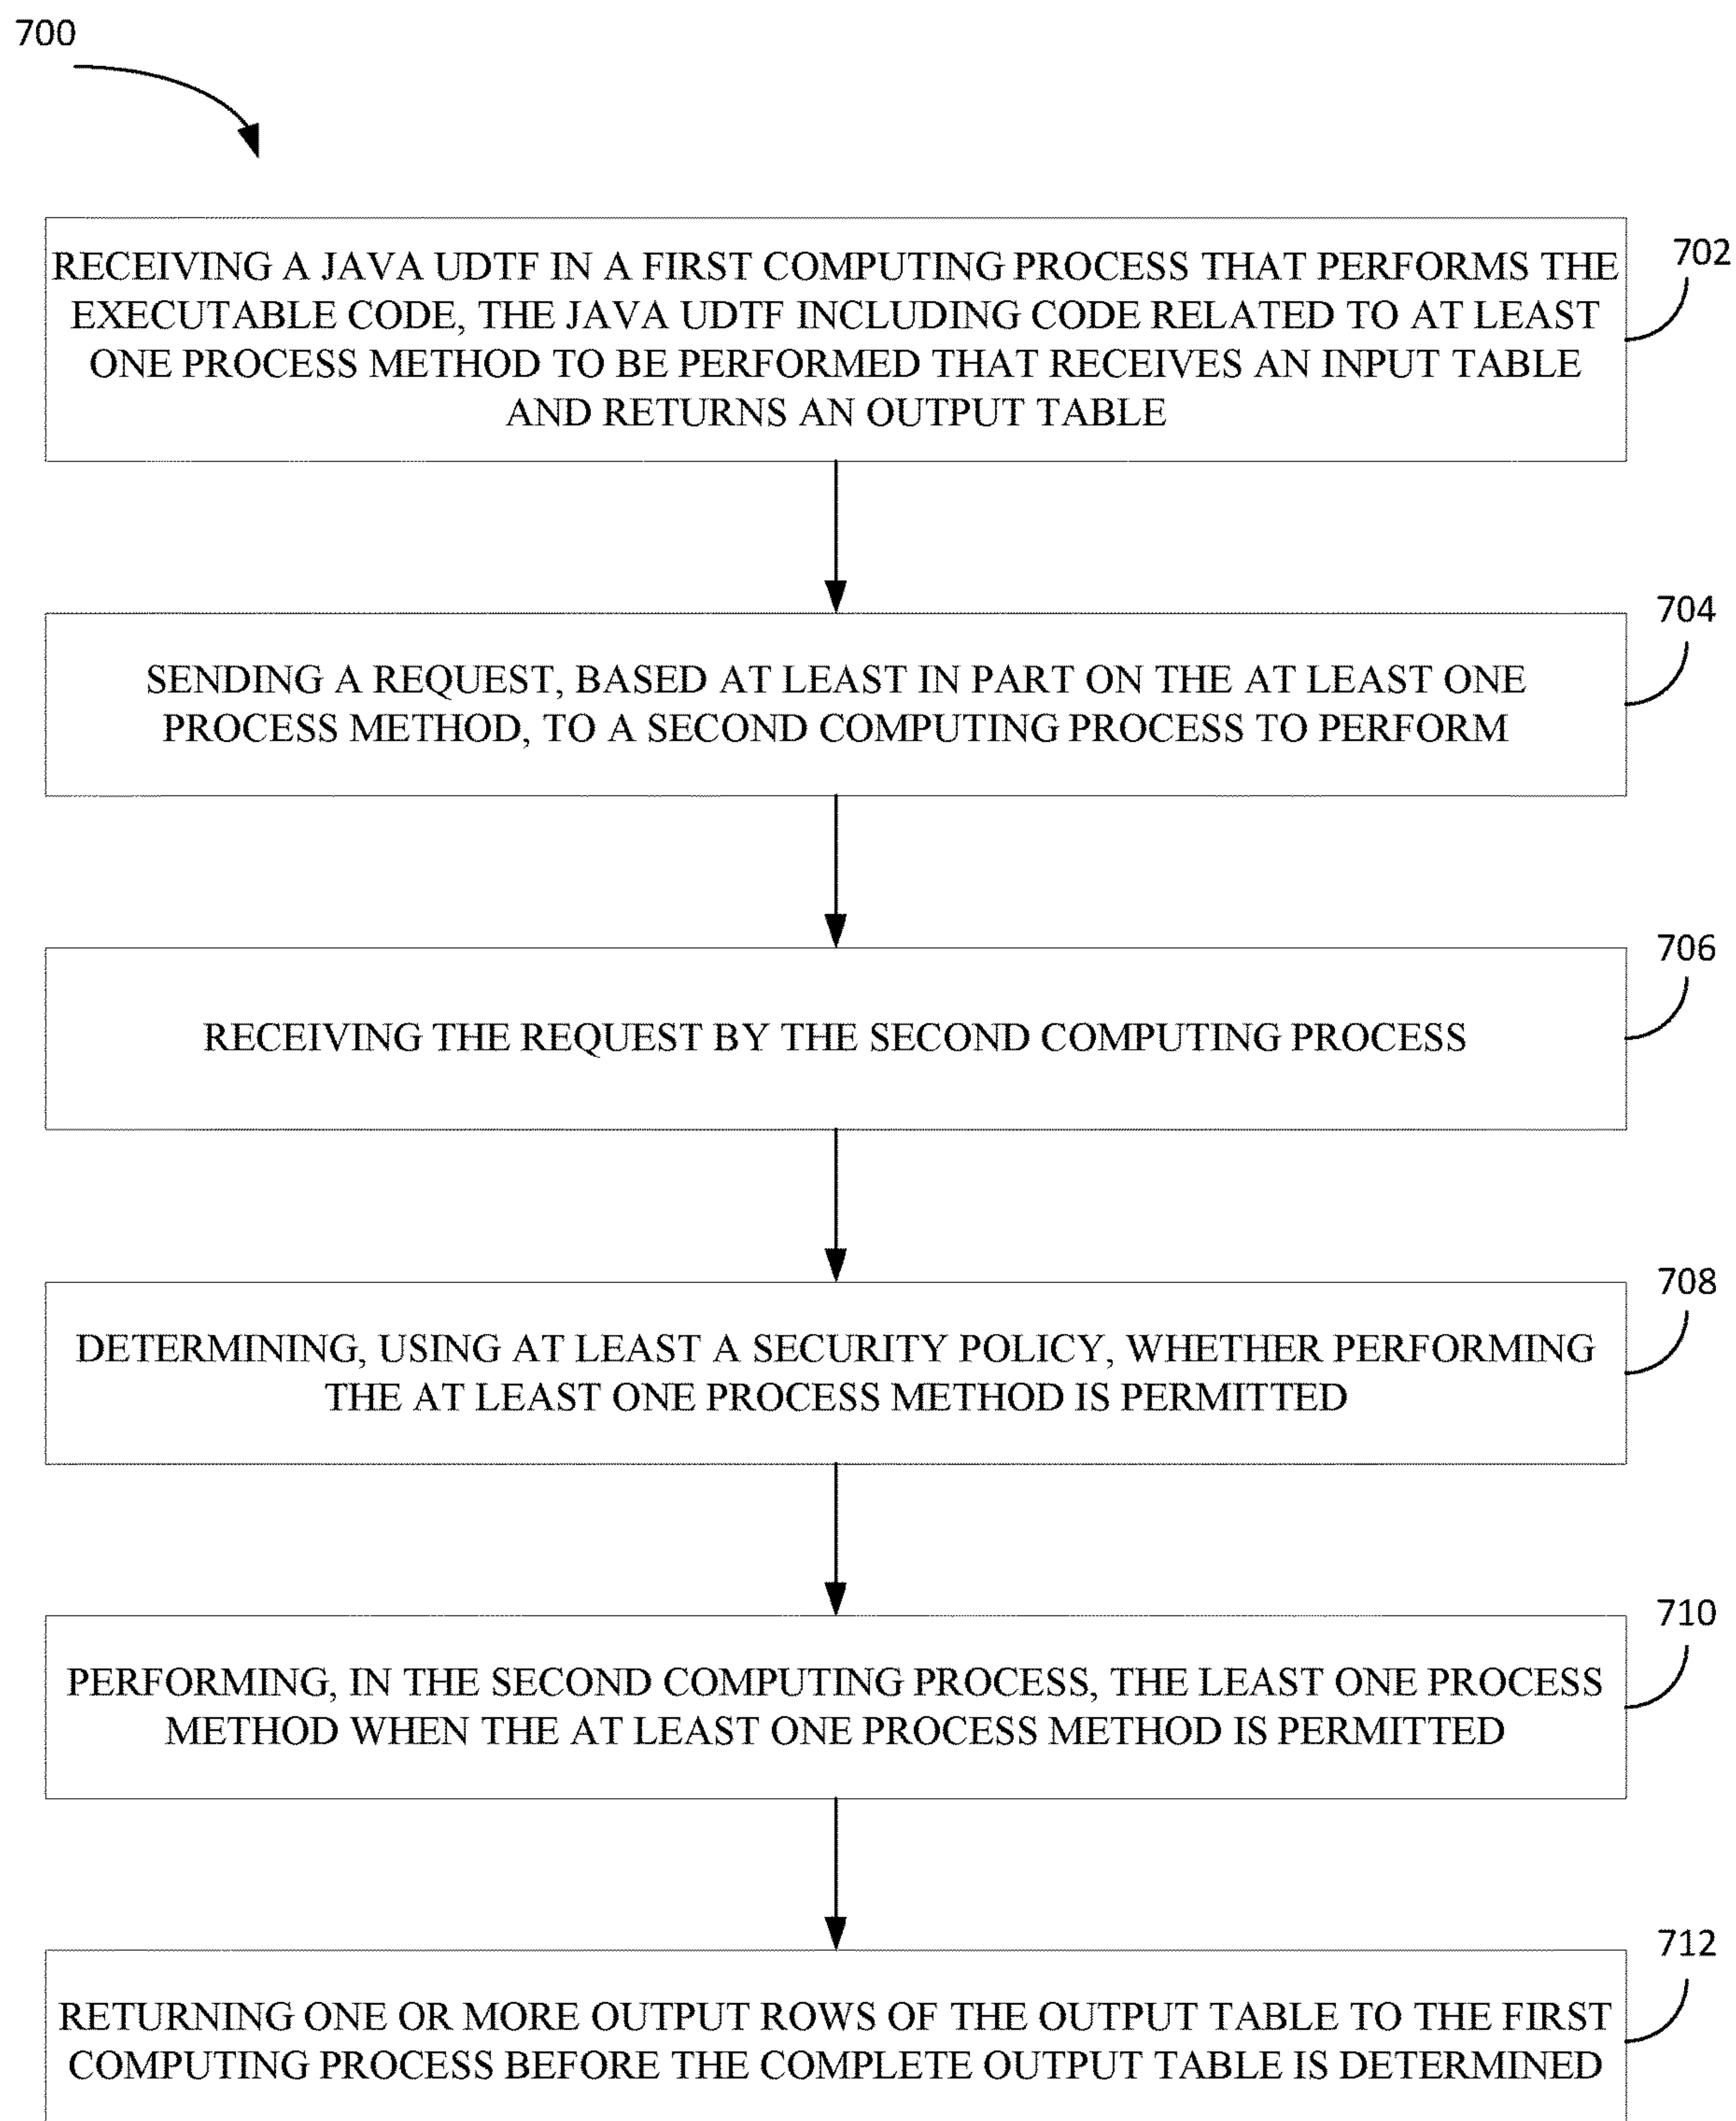 700
RECEIVING A JAVA UDTF IN A FIRST COMPUTING PROCESS THAT PERFORMS THE
EXECUTABLE CODE, THE JAVA UDTF INCLUDING CODE RELATED TO AT LEAST
ONE PROCESS METHOD TO BE PERFORMED THAT RECEIVES AN INPUT TABLE
AND RETURNS AN OUTPUT TABLE
702
SENDING A REQUEST, BASED AT LEAST IN PART ON THE AT LEAST ONE
PROCESS METHOD, TO A SECOND COMPUTING PROCESS TO PERFORM
704
RECEIVING THE REQUEST BY THE SECOND COMPUTING PROCESS
706
DETERMINING, USING AT LEAST A SECURITY POLICY, WHETHER PERFORMING
THE AT LEAST ONE PROCESS METHOD IS PERMITTED
708
PERFORMING, IN THE SECOND COMPUTING PROCESS, THE LEAST ONE PROCESS
METHOD WHEN THE AT LEAST ONE PROCESS METHOD IS PERMITTED
710
RETURNING ONE OR MORE OUTPUT ROWS OF THE OUTPUT TABLE TO THE FIRST
COMPUTING PROCESS BEFORE THE COMPLETE OUTPUT TABLE IS DETERMINED
712